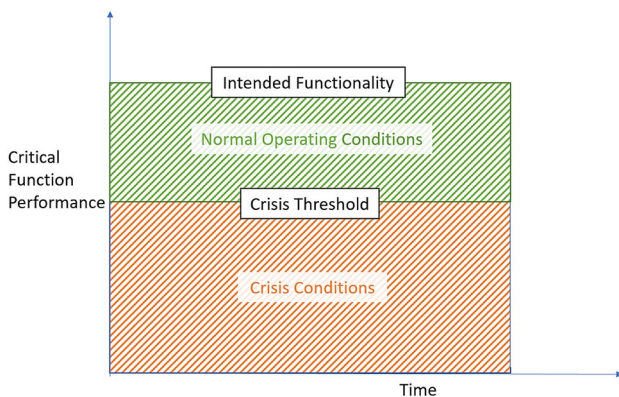 Intended Functionality
Normal Operating Conditions
Critical
Function
Performance
Crisis Threshold
Crisis Conditions
Time